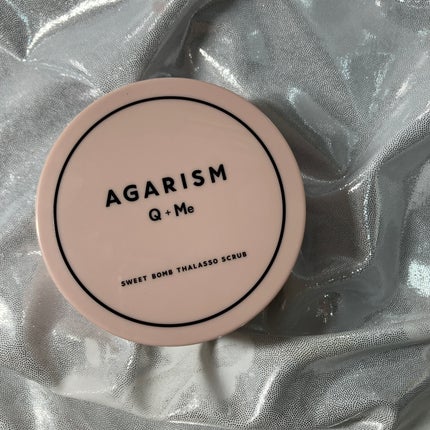 AGARISM
Q + Me
SWEET BOMB THALASSO SCRUB